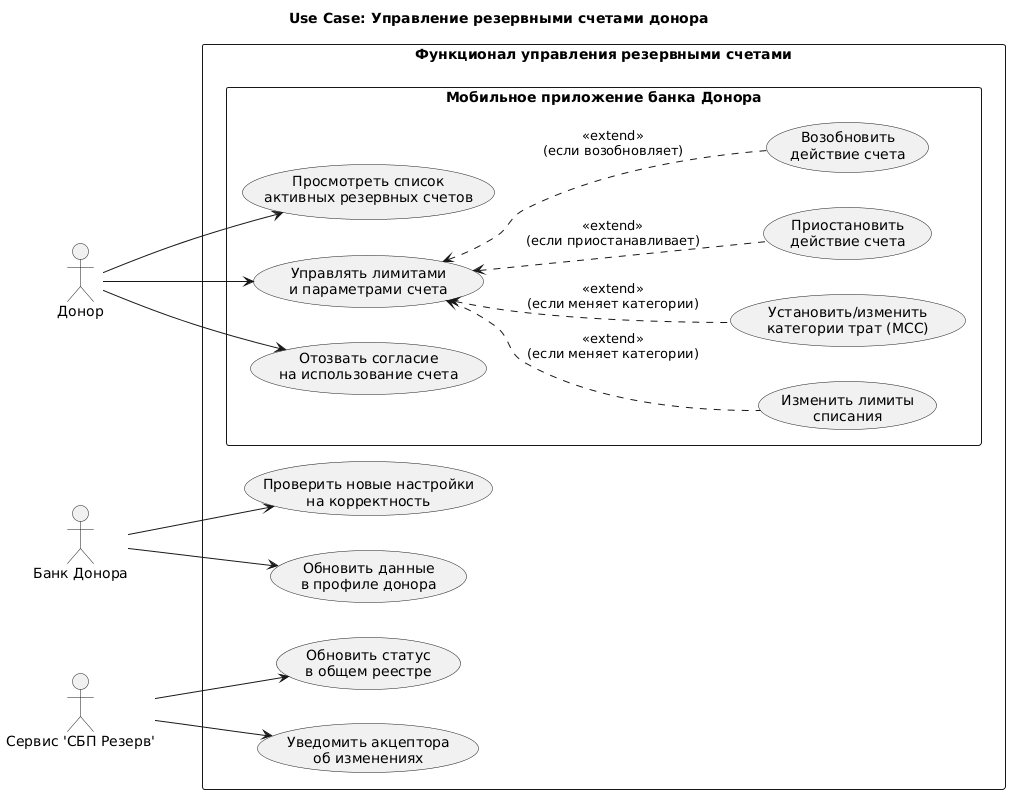 Use Case: Управление резервными счетами донора
Функционал управления резервными счетами
Мобильное приложение банка Донора
Просмотреть список
активных резервных счетов
Управлять лимитами
и параметрами счета
Отозвать согласие
на использование счета
«extend»
(если возобновляет)
«extend»
(если приостанавливает)
«extend»
(если меняет категории)
«extend»
(если меняет категории)
Возобновить
действие счета
Приостановить
действие счета
Установить/изменить
категории трат (MCC)
Изменить лимиты
списания
Донор
Проверить новые настройки
на корректность
Обновить данные
в профиле донора
Банк Донора
Обновить статус
в общем реестре
Уведомить акцептора
об изменениях
Сервис 'СБП Резерв'